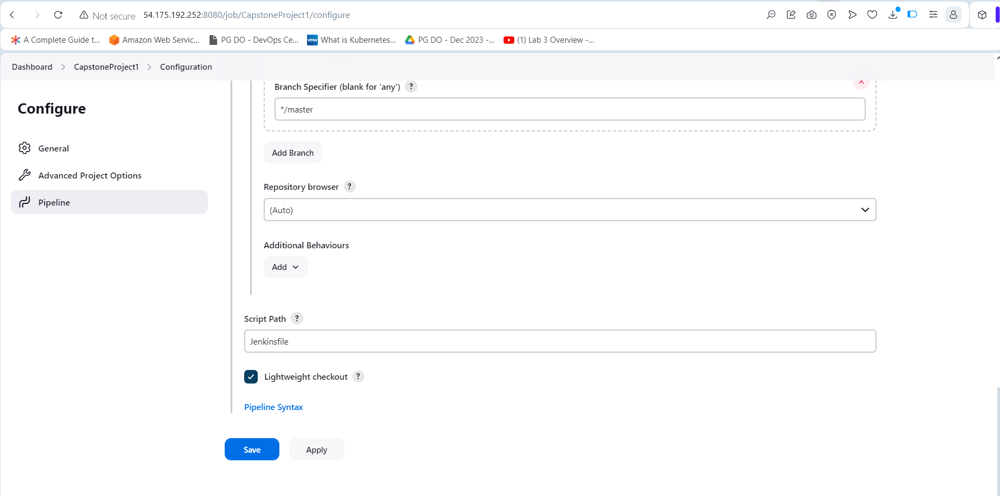 Not secure 54.175.192.252:8080/job/CapstoneProject1/configure
A Complete Guide t... Amazon Web Servic... PG DO - DevOps Ce... vmw What is Kubernetes... PG DO - Dec 2023 -... (1) Lab 3 Overview -...
Dashboard > CapstoneProject1 > Configuration
Configure
General
Advanced Project Options
Pipeline
Branch Specifier (blank for 'any') ?
*/master
Add Branch
Repository browser ?
(Auto)
Additional Behaviours
Add
Script Path ?
Jenkinsfile
Lightweight checkout ?
Pipeline Syntax
Save Apply